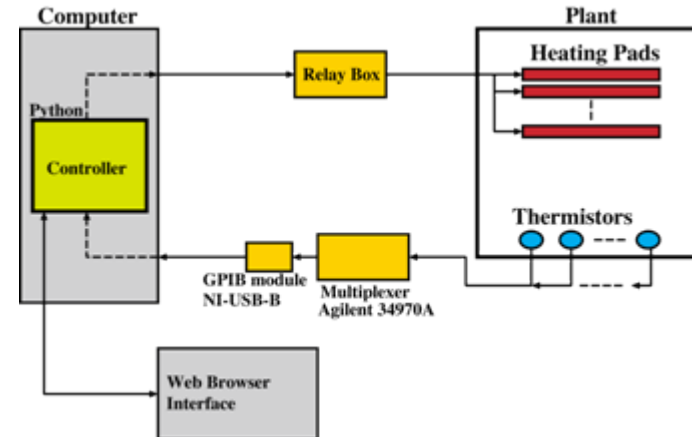 Computer
Plant
Heating Pads
Relay Box
Python
Controller
Thermistors
GPIB module
NI-USB-B
Multiplexer
Agilent 34970A
Web Browser
Interface